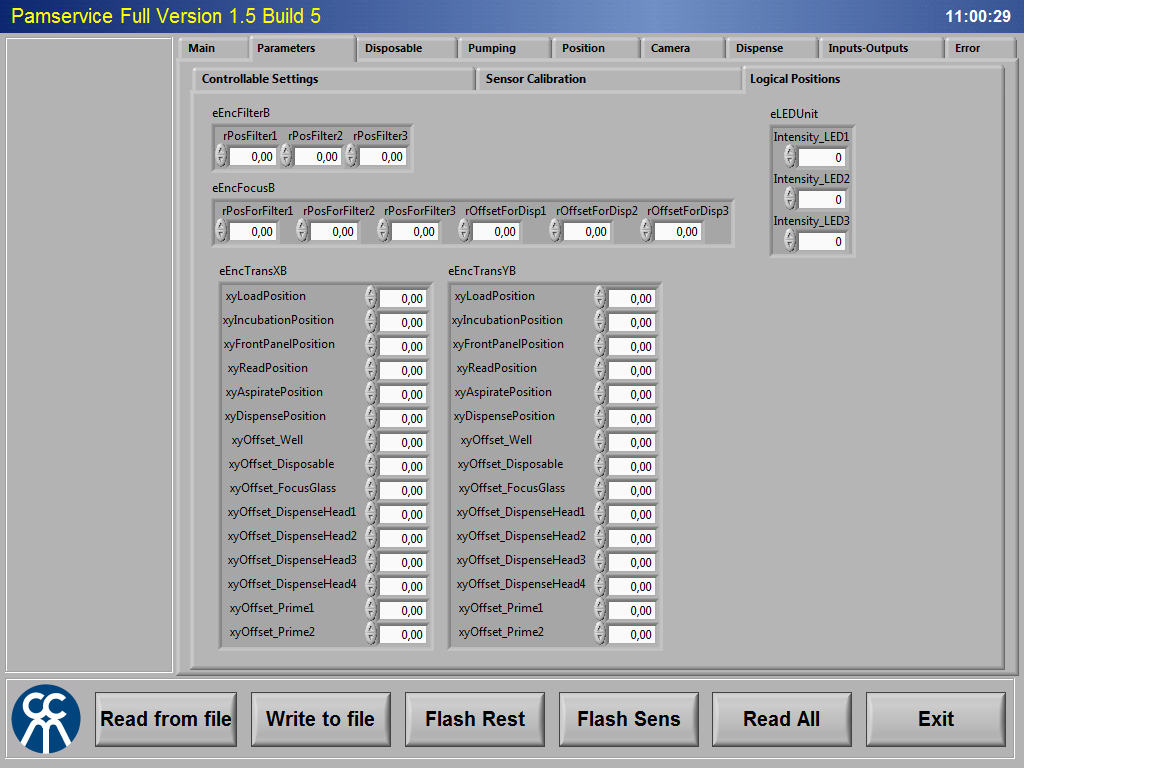 Pamservice Full Version 1.5 Build 5 11:00:29
Main Parameters Disposable Pumping Position Camera Dispense Inputs-Outputs Error
Controllable Settings Sensor Calibration Logical Positions
eEncFilterB
rPosFilter1 rPosFilter2 rPosFilter3
0,00 0,00 0,00
eEncFocusB
rPosForFilter1 rPosForFilter2 rPosForFilter3 rOffsetForDisp1 rOffsetForDisp2 rOffsetForDisp3
0,00 0,00 0,00 0,00 0,00 0,00
eLEDUnit
Intensity_LED1
0
Intensity_LED2
0
Intensity_LED3
0
eEncTransXB
xyLoadPosition 0,00
xyIncubationPosition 0,00
xyFrontPanelPosition 0,00
xyReadPosition 0,00
xyAspiratePosition 0,00
xyDispensePosition 0,00
xyOffset_Well 0,00
xyOffset_Disposable 0,00
xyOffset_FocusGlass 0,00
xyOffset_DispenseHead1 0,00
xyOffset_DispenseHead2 0,00
xyOffset_DispenseHead3 0,00
xyOffset_DispenseHead4 0,00
xyOffset_Prime1 0,00
xyOffset_Prime2 0,00
eEncTransYB
xyLoadPosition 0,00
xyIncubationPosition 0,00
xyFrontPanelPosition 0,00
xyReadPosition 0,00
xyAspiratePosition 0,00
xyDispensePosition 0,00
xyOffset_Well 0,00
xyOffset_Disposable 0,00
xyOffset_FocusGlass 0,00
xyOffset_DispenseHead1 0,00
xyOffset_DispenseHead2 0,00
xyOffset_DispenseHead3 0,00
xyOffset_DispenseHead4 0,00
xyOffset_Prime1 0,00
xyOffset_Prime2 0,00
Read from file Write to file Flash Rest Flash Sens Read All Exit